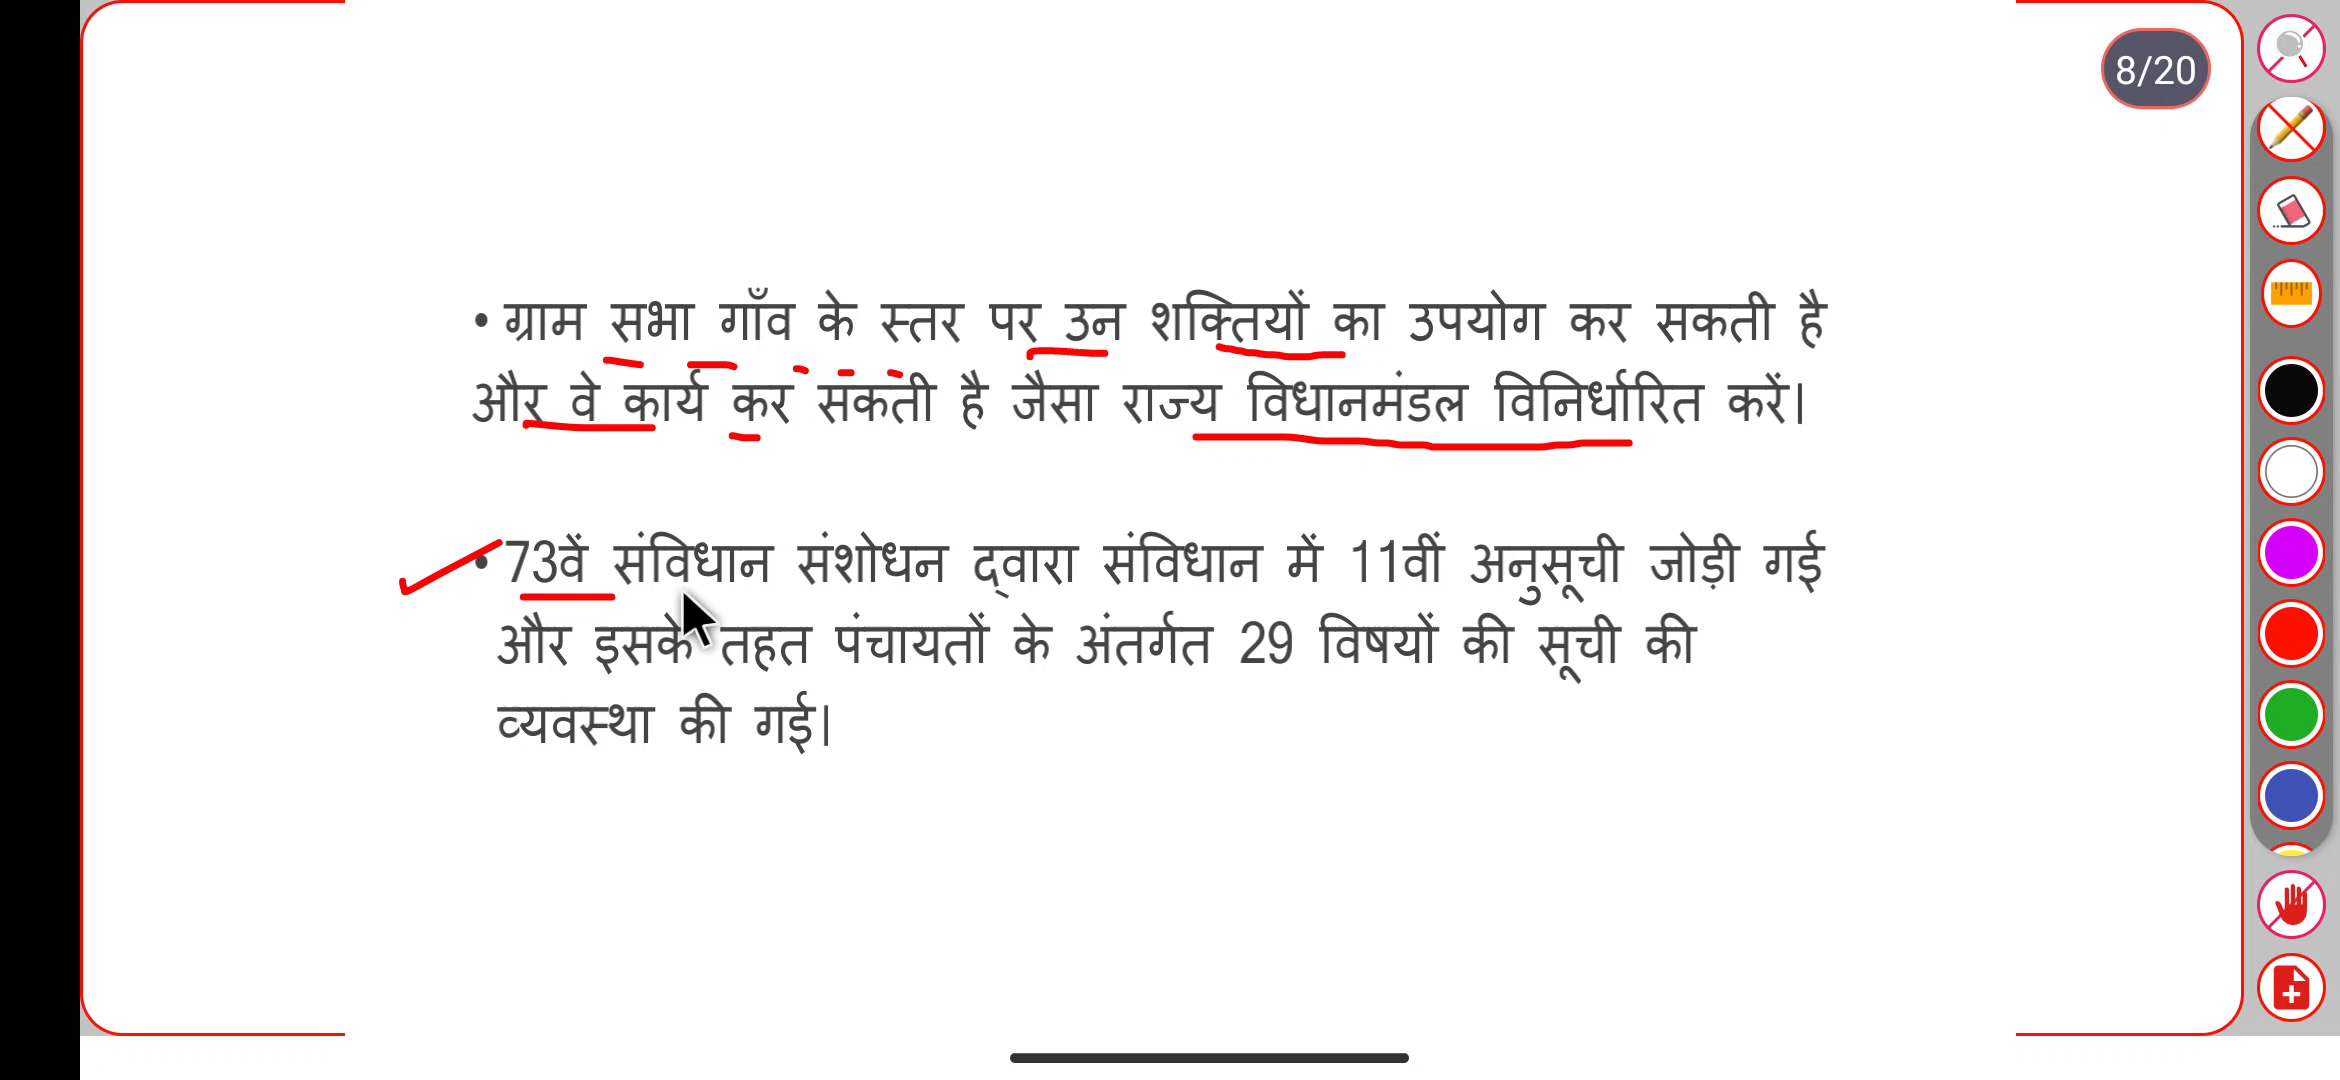 8/20
• ग्राम सभा गाँव के स्तर पर उन शक्तियों का उपयोग कर सकती है
और वे कार्य कर सकती है जैसा राज्य विधानमंडल विनिर्धारित करें।
• 73वें संविधान संशोधन द्वारा संविधान में 11वीं अनुसूची जोड़ी गई
और इसके तहत पंचायतों के अंतर्गत 29 विषयों की सूची की
व्यवस्था की गई।